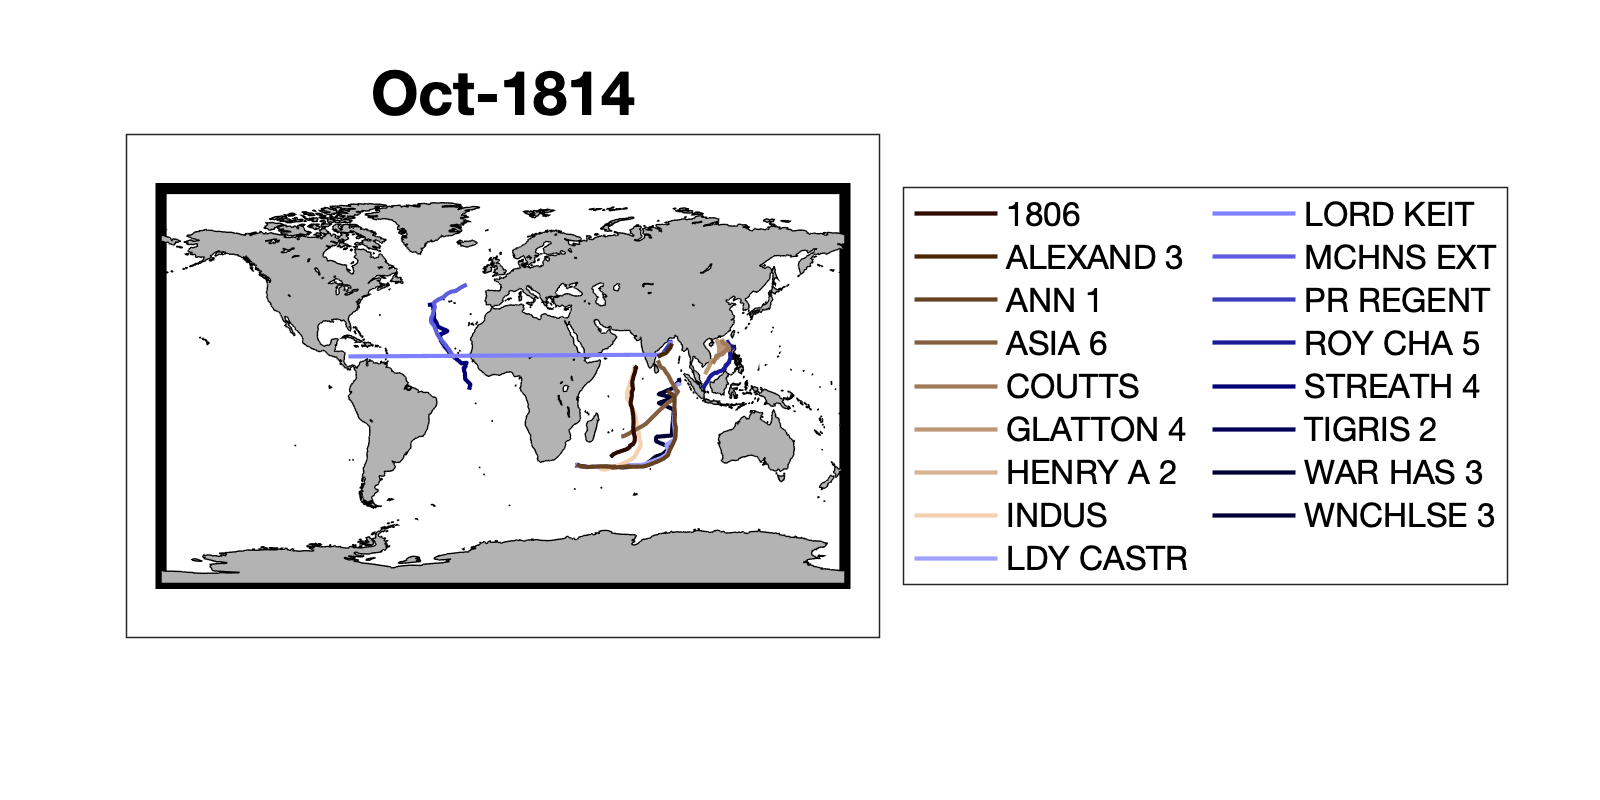 Oct-1814
1806
ALEXAND 3
ANN 1
ASIA 6
COUTTS
GLATTON 4
HENRY A 2
INDUS
LDY CASTR
LORD KEIT
MCHNS EXT
PR REGENT
ROY CHA 5
STREATH 4
TIGRIS 2
WAR HAS 3
WNCHLSE 3